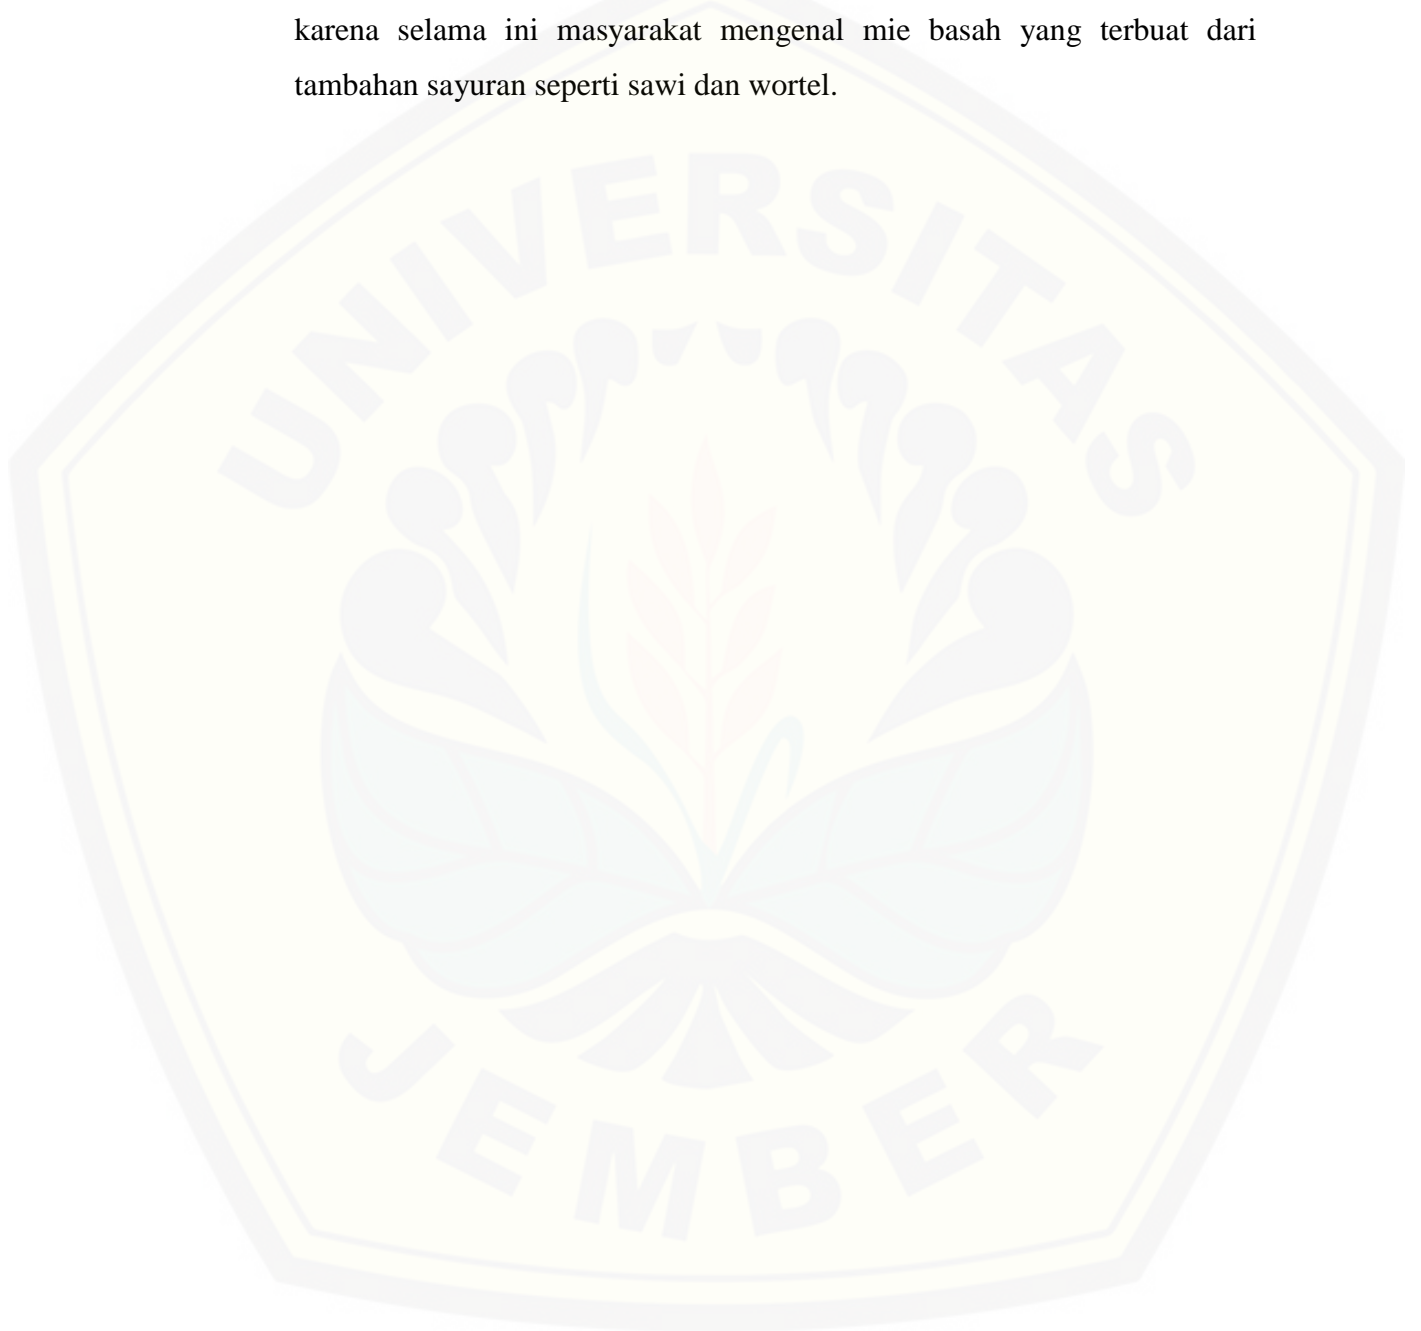 karena selama ini masyarakat mengenal mie basah yang terbuat dari
tambahan sayuran seperti sawi dan wortel.
UNIVERSITAS
JEMBER